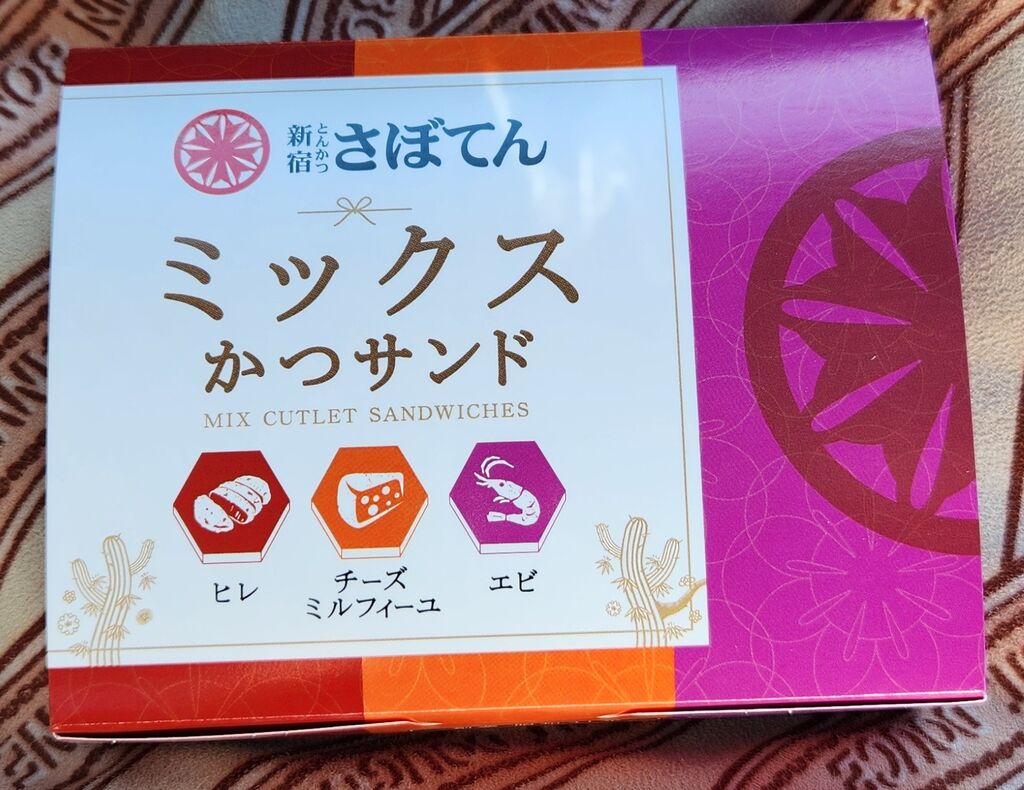 新宿 とんかつ さぼてん
ミックス
かつサンド
MIX CUTLET SANDWICHES
ヒレ
チーズ
ミルフィーユ
エビ